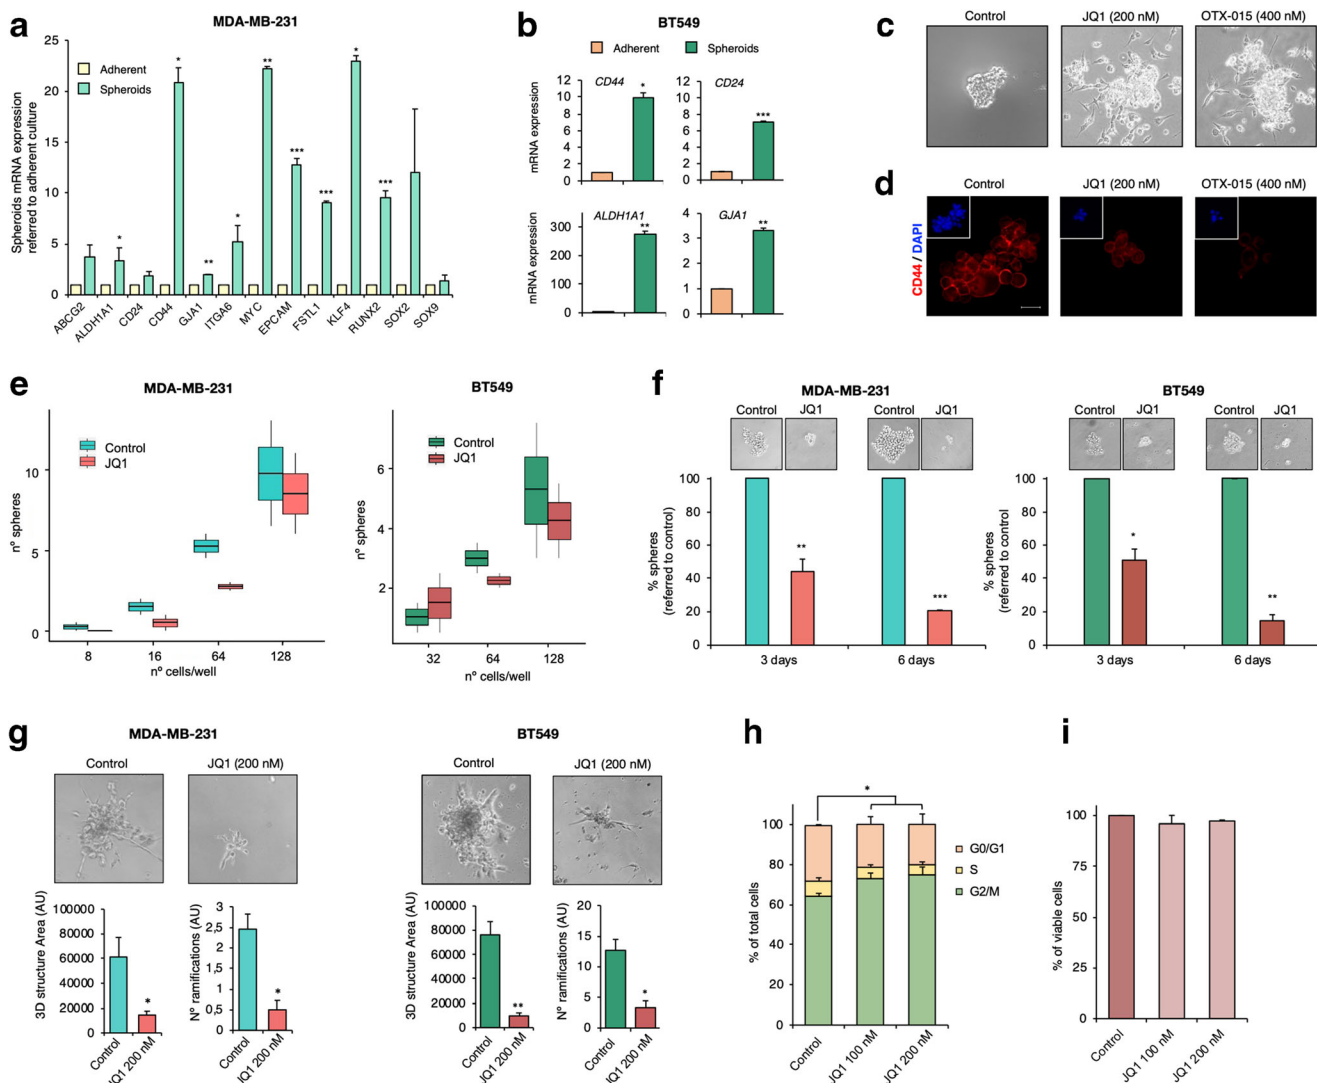 a
MDA-MB-231
Spheroids mRNA expression
referred to adherent culture
Adherent
Spheroids
30
25
20
15
10
5
0
* ** * * ** *** *** * ***
ABCG2 ALDH1A1 CD24 CD44 GJA1 ITGA6 MYC EPCAM FSTL1 KLF4 RUNX2 SOX2 SOX9
b
BT549
Adherent Spheroids
mRNA expression
CD44
12
10
8
6
4
2
0
*
CD24
12
10
8
6
4
2
0
***
mRNA expression
ALDH1A1
300
200
100
0
**
GJA1
4
3
2
1
0
**
c
Control JQ1 (200 nM) OTX-015 (400 nM)
d
Control JQ1 (200 nM) OTX-015 (400 nM)
CD44 / DAPI
e
MDA-MB-231
nº spheres
Control
JQ1
10
5
0
8 16 64 128
nº cells/well
BT549
nº spheres
Control
JQ1
6
4
2
32 64 128
nº cells/well
f
MDA-MB-231
Control JQ1 Control JQ1
% spheres
(referred to control)
100
80
60
40
20
0
** ***
3 days 6 days
BT549
Control JQ1 Control JQ1
% spheres
(referred to control)
100
80
60
40
20
0
* **
3 days 6 days
g
MDA-MB-231
Control JQ1 (200 nM)
3D structure Area (AU)
100000
80000
60000
40000
20000
0
*
Control JQ1 200 nM
Nº ramifications (AU)
3
2,5
2
1,5
1
0,5
0
*
Control JQ1 200 nM
BT549
Control JQ1 (200 nM)
3D structure Area (AU)
100000
80000
60000
40000
20000
0
**
Control JQ1 200 nM
Nº ramifications (AU)
20
15
10
5
0
*
Control JQ1 200 nM
h
% of total cells
*
100
80
60
40
20
0
G0/G1
S
G2/M
Control JQ1 100 nM JQ1 200 nM
i
% of viable cells
100
75
50
25
0
Control JQ1 100 nM JQ1 200 nM